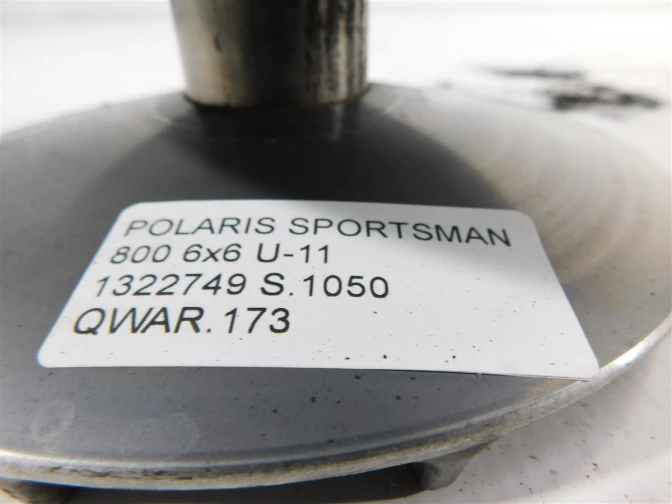 POLARIS SPORTSMAN
800 6x6 U-11
1322749 S.1050
QWAR.173